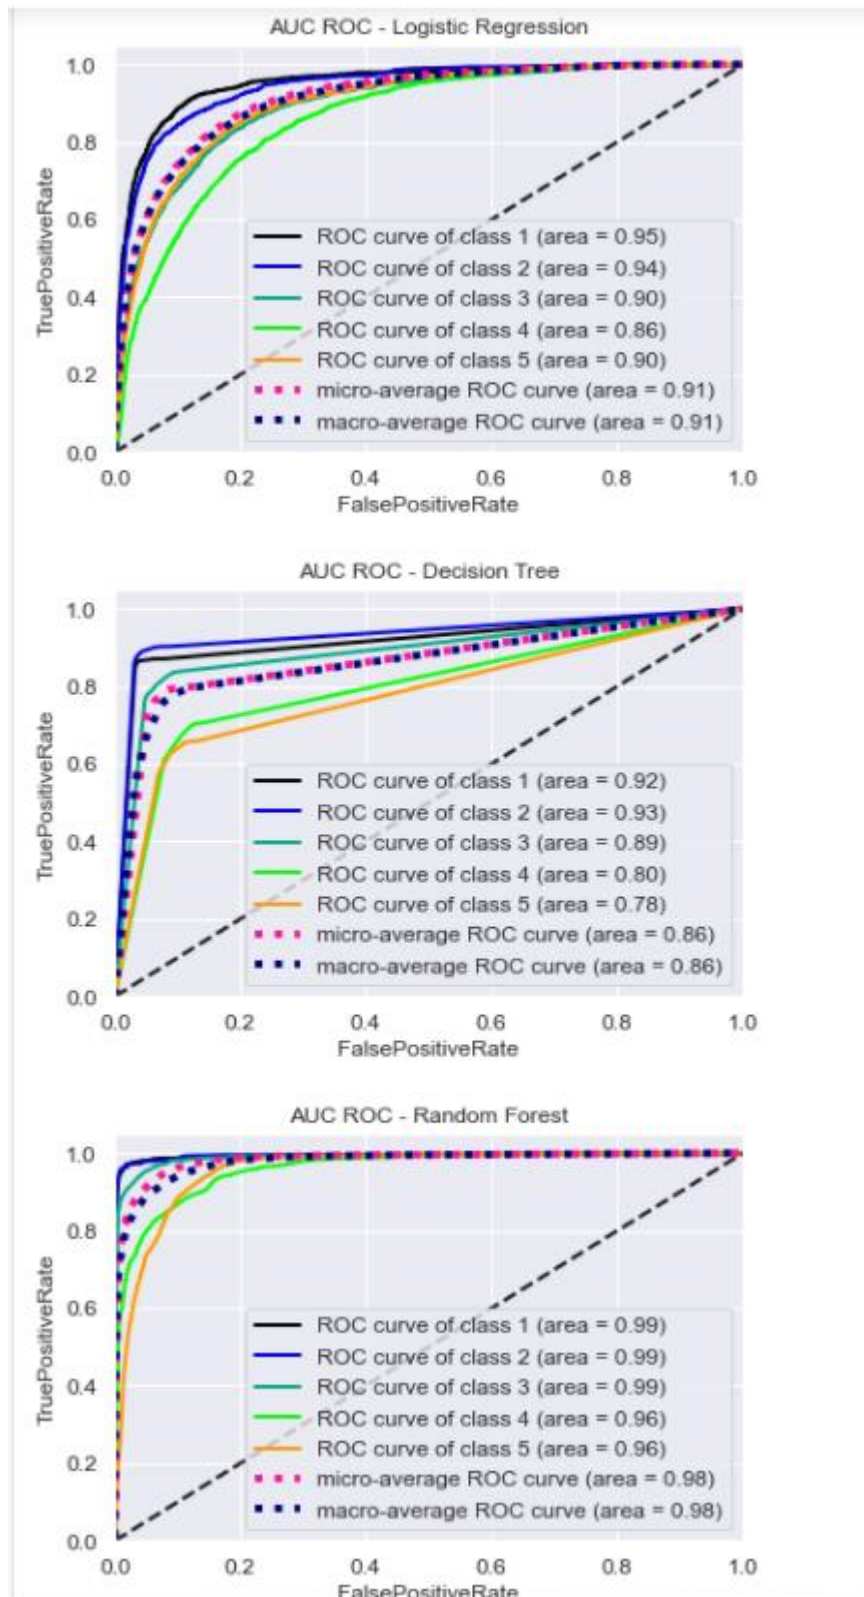 AUC ROC - Logistic Regression
1.0
0.8
0.6
0.4
0.2
0.0
TruePositiveRate
ROC curve of class 1 (area = 0.95)
ROC curve of class 2 (area = 0.94)
ROC curve of class 3 (area = 0.90)
ROC curve of class 4 (area = 0.86)
ROC curve of class 5 (area = 0.90)
micro-average ROC curve (area = 0.91)
macro-average ROC curve (area = 0.91)
0.0 0.2 0.4 0.6 0.8 1.0
FalsePositiveRate
AUC ROC - Decision Tree
1.0
0.8
0.6
0.4
0.2
0.0
TruePositiveRate
ROC curve of class 1 (area = 0.92)
ROC curve of class 2 (area = 0.93)
ROC curve of class 3 (area = 0.89)
ROC curve of class 4 (area = 0.80)
ROC curve of class 5 (area = 0.78)
micro-average ROC curve (area = 0.86)
macro-average ROC curve (area = 0.86)
0.0 0.2 0.4 0.6 0.8 1.0
FalsePositiveRate
AUC ROC - Random Forest
1.0
0.8
0.6
0.4
0.2
0.0
TruePositiveRate
ROC curve of class 1 (area = 0.99)
ROC curve of class 2 (area = 0.99)
ROC curve of class 3 (area = 0.99)
ROC curve of class 4 (area = 0.96)
ROC curve of class 5 (area = 0.96)
micro-average ROC curve (area = 0.98)
macro-average ROC curve (area = 0.98)
0.0 0.2 0.4 0.6 0.8 1.0
FalsePositiveRate